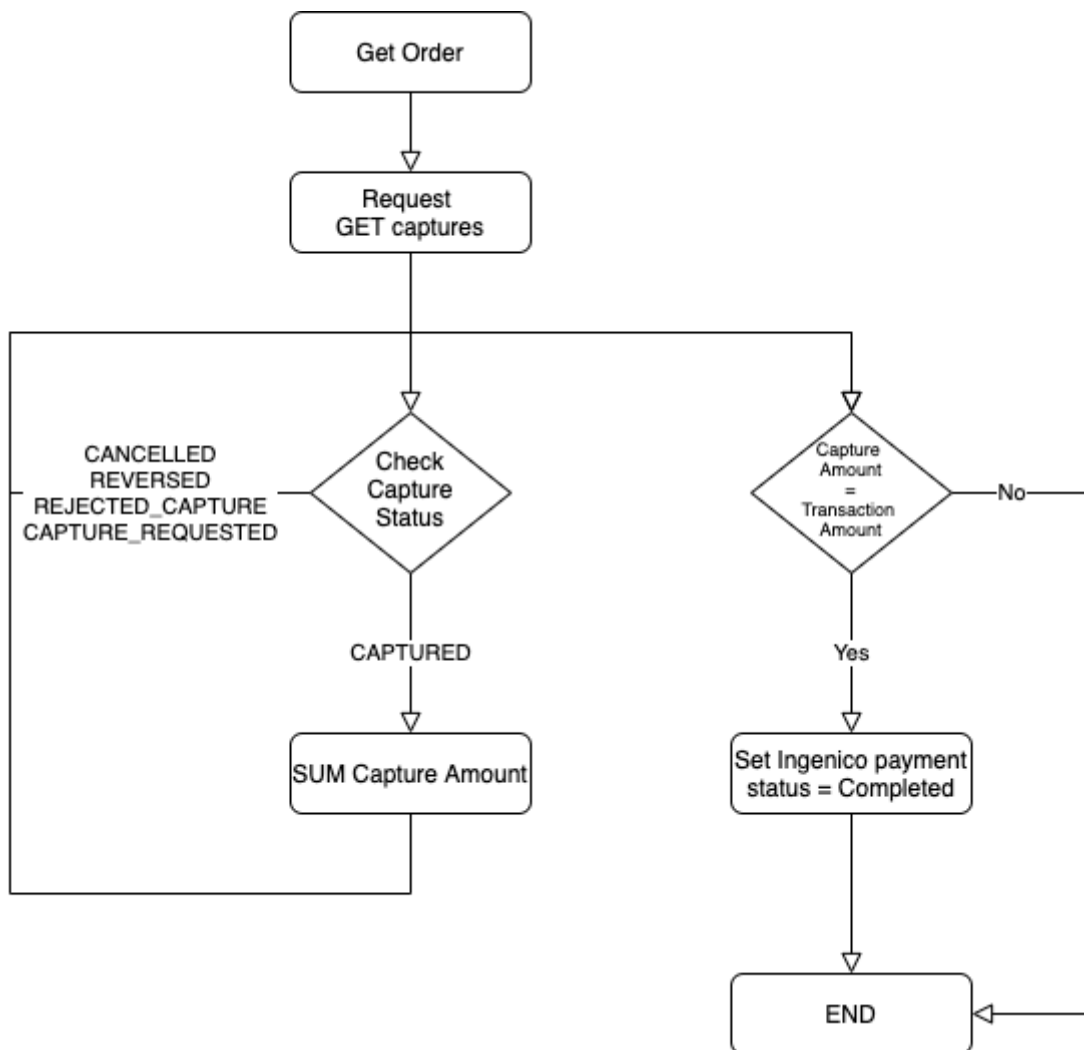 Get Order
Request
GET captures
CANCELLED
REVERSED
REJECTED_CAPTURE
CAPTURE_REQUESTED
Check
Capture
Status
Capture
Amount
=
Transaction
Amount
No
CAPTURED
Yes
SUM Capture Amount
Set Ingenico payment
status = Completed
END